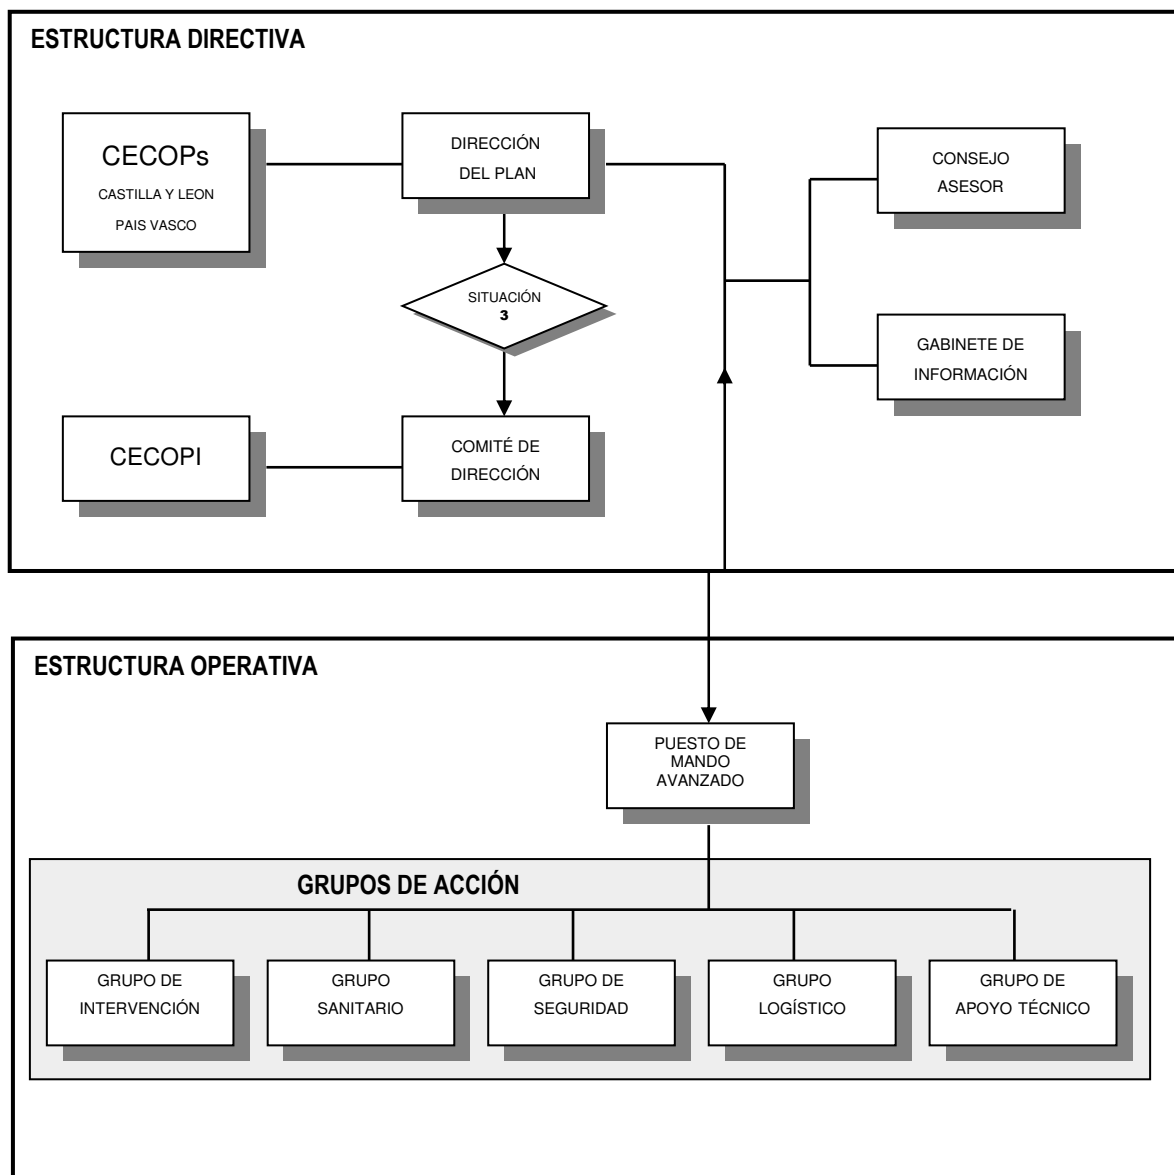 ESTRUCTURA DIRECTIVA
CECOPs
CASTILLA Y LEON
PAIS VASCO
DIRECCIÓN
DEL PLAN
CONSEJO
ASESOR
SITUACIÓN
3
GABINETE DE
INFORMACIÓN
CECOPI
COMITÉ DE
DIRECCIÓN
ESTRUCTURA OPERATIVA
PUESTO DE
MANDO
AVANZADO
GRUPOS DE ACCIÓN
GRUPO DE
INTERVENCIÓN
GRUPO
SANITARIO
GRUPO DE
SEGURIDAD
GRUPO
LOGÍSTICO
GRUPO DE
APOYO TÉCNICO